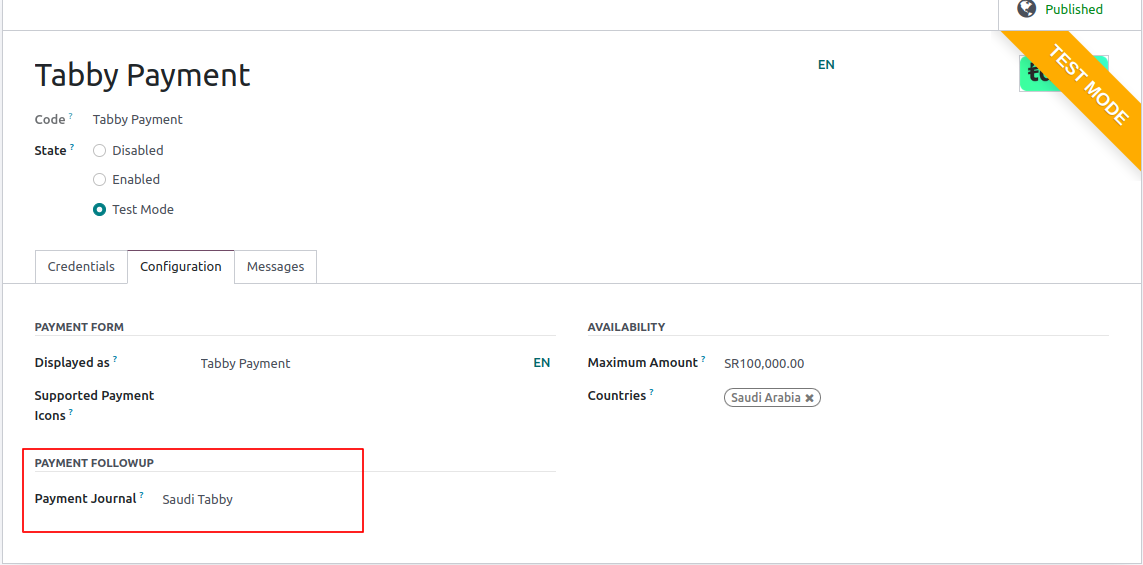 Published
TEST MODE
Tabby Payment
EN
Code ? Tabby Payment
State ? Disabled
Enabled
Test Mode
Credentials Configuration Messages
PAYMENT FORM
Displayed as ? Tabby Payment EN
Supported Payment
Icons ?
PAYMENT FOLLOWUP
Payment Journal ? Saudi Tabby
AVAILABILITY
Maximum Amount ? SR100,000.00
Countries ? Saudi Arabia ✖